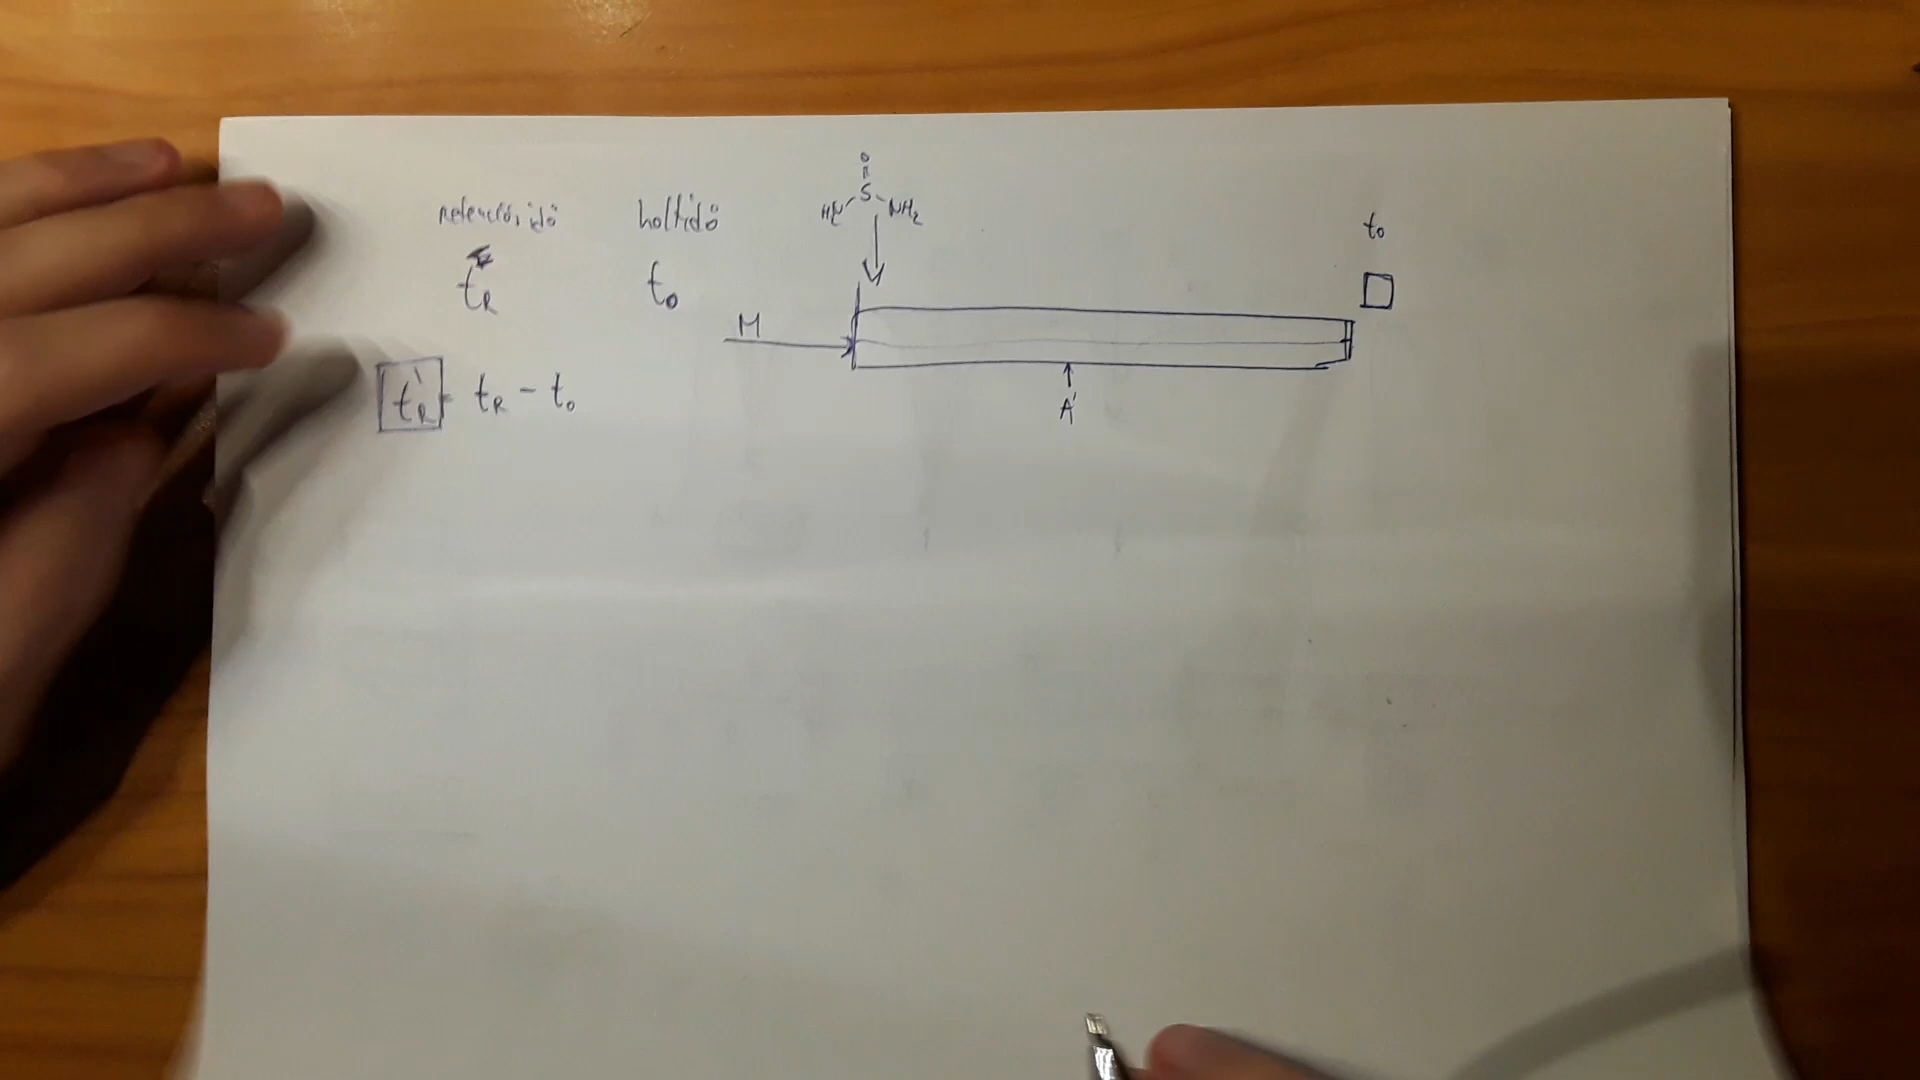 retenciós idő
holtidő
O
S
H₂N
NH₂
t₀
t_R
t₀
M
t'_R = t_R - t₀
A'